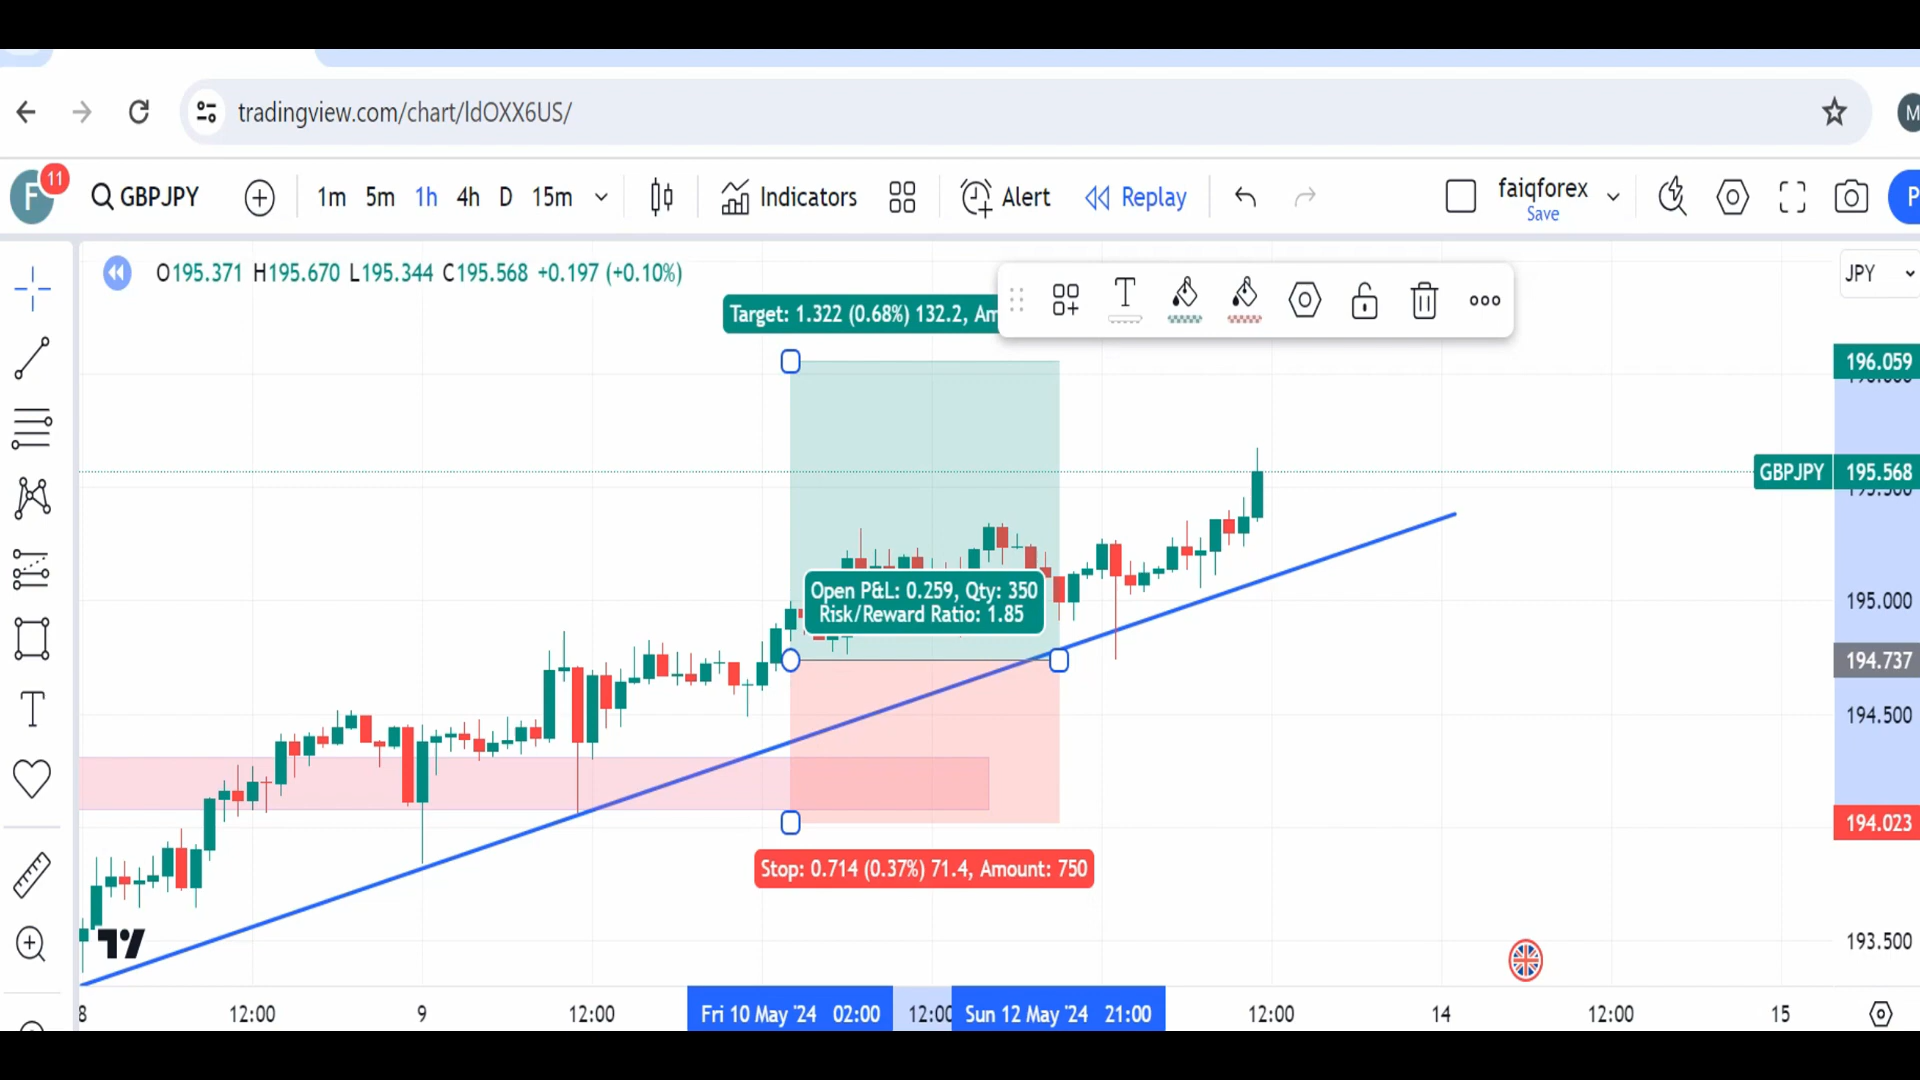 tradingview.com/chart/ldOXX6US/
M
F 11 GBPJPY 1m 5m 1h 4h D 15m Indicators Alert Replay faiqforex P
Save
O195.371 H195.670 L195.344 C195.568 +0.197 (+0.10%)
JPY
Target: 1.322 (0.68%) 132.2, Am
T
196.059
GBPJPY 195.568
Open P&L: 0.259, Qty: 350
Risk/Reward Ratio: 1.85
195.000
194.737
194.500
194.023
Stop: 0.714 (0.37%) 71.4, Amount: 750
193.500
8 12:00 9 12:00 Fri 10 May '24 02:00 12:00 Sun 12 May '24 21:00 12:00 14 12:00 15